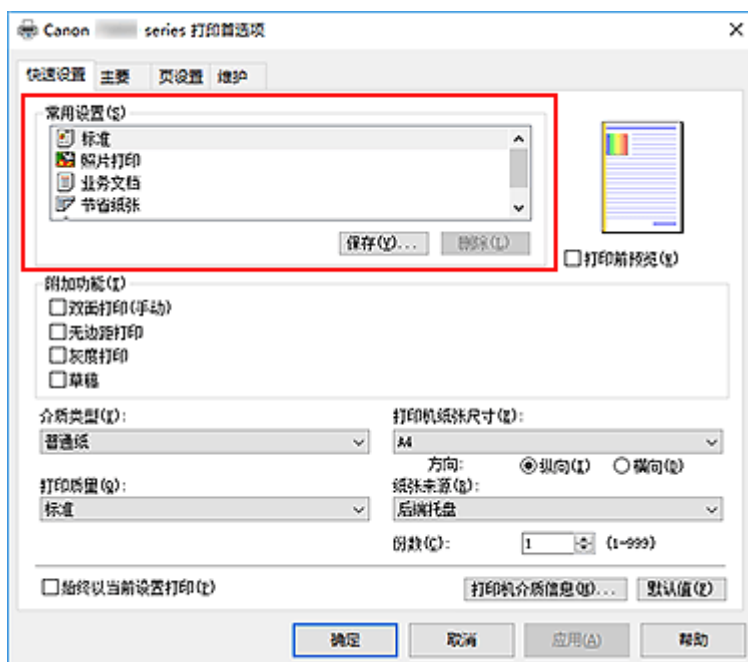 Canon series 打印首选项
快速设置 主要 页设置 维护
常用设置(S)
标准
照片打印
业务文档
节省纸张
保存(V)... 删除(L)
打印前预览(W)
附加功能(I)
双面打印(手动)
无边距打印
灰度打印
草稿
介质类型(Y): 打印机纸张尺寸(Z):
普通纸 A4
方向: 纵向(I) 横向(D)
打印质量(Q): 纸张来源(B):
标准 后端托盘
份数(C): 1 (1-999)
始终以当前设置打印(P)
打印机介质信息(M)... 默认值(F)
确定 取消 应用(A) 帮助